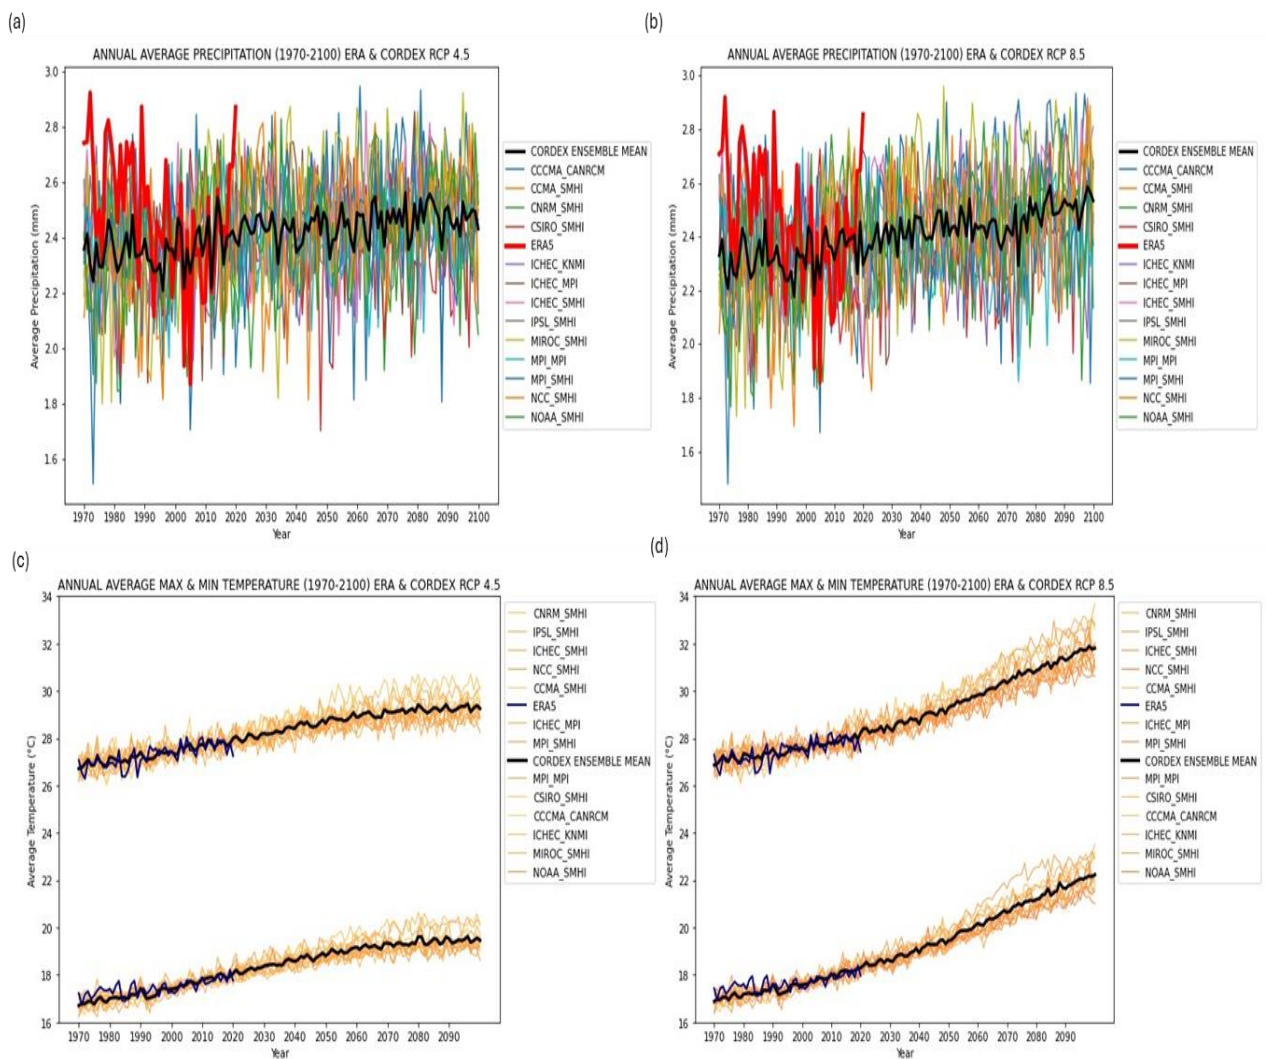 (a)
ANNUAL AVERAGE PRECIPITATION (1970-2100) ERA & CORDEX RCP 4.5
3.0
2.8
2.6
2.4
2.2
2.0
1.8
1.6
Average Precipitation (mm)
1970 1980 1990 2000 2010 2020 2030 2040 2050 2060 2070 2080 2090 2100
Year
CORDEX ENSEMBLE MEAN
CCCMA_CANRCM
CCMA_SMHI
CNRM_SMHI
CSIRO_SMHI
ERA5
ICHEC_KNMI
ICHEC_MPI
ICHEC_SMHI
IPSL_SMHI
MIROC_SMHI
MPI_MPI
MPI_SMHI
NCC_SMHI
NOAA_SMHI
(b)
ANNUAL AVERAGE PRECIPITATION (1970-2100) ERA & CORDEX RCP 8.5
3.0
2.8
2.6
2.4
2.2
2.0
1.8
1.6
Average Precipitation (mm)
1970 1980 1990 2000 2010 2020 2030 2040 2050 2060 2070 2080 2090 2100
Year
CORDEX ENSEMBLE MEAN
CCCMA_CANRCM
CCMA_SMHI
CNRM_SMHI
CSIRO_SMHI
ERA5
ICHEC_KNMI
ICHEC_MPI
ICHEC_SMHI
IPSL_SMHI
MIROC_SMHI
MPI_MPI
MPI_SMHI
NCC_SMHI
NOAA_SMHI
(c)
ANNUAL AVERAGE MAX & MIN TEMPERATURE (1970-2100) ERA & CORDEX RCP 4.5
34
32
30
28
26
24
22
20
18
16
Average Temperature (°C)
1970 1980 1990 2000 2010 2020 2030 2040 2050 2060 2070 2080 2090
Year
CNRM_SMHI
IPSL_SMHI
ICHEC_SMHI
NCC_SMHI
CCMA_SMHI
ERA5
ICHEC_MPI
MPI_SMHI
CORDEX ENSEMBLE MEAN
MPI_MPI
CSIRO_SMHI
CCCMA_CANRCM
ICHEC_KNMI
MIROC_SMHI
NOAA_SMHI
(d)
ANNUAL AVERAGE MAX & MIN TEMPERATURE (1970-2100) ERA & CORDEX RCP 8.5
34
32
30
28
26
24
22
20
18
16
Average Temperature (°C)
1970 1980 1990 2000 2010 2020 2030 2040 2050 2060 2070 2080 2090
Year
CNRM_SMHI
IPSL_SMHI
ICHEC_SMHI
NCC_SMHI
CCMA_SMHI
ERA5
ICHEC_MPI
MPI_SMHI
CORDEX ENSEMBLE MEAN
MPI_MPI
CSIRO_SMHI
CCCMA_CANRCM
ICHEC_KNMI
MIROC_SMHI
NOAA_SMHI